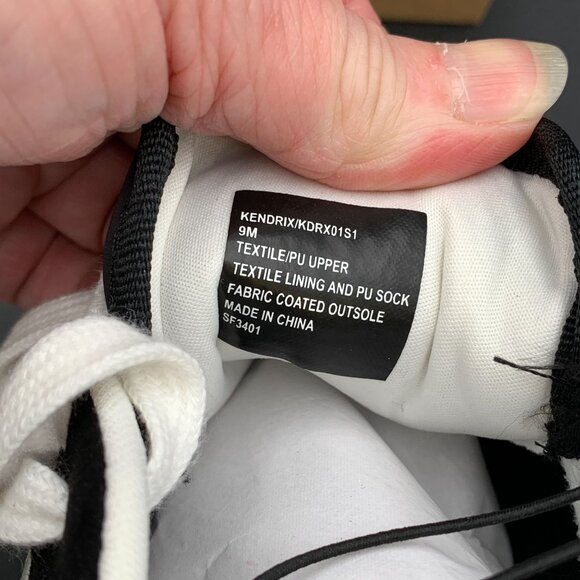 KENDRIX/KDRX01S1
9M
TEXTILE/PU UPPER
TEXTILE LINING AND PU SOCK
FABRIC COATED OUTSOLE
MADE IN CHINA
SF3401